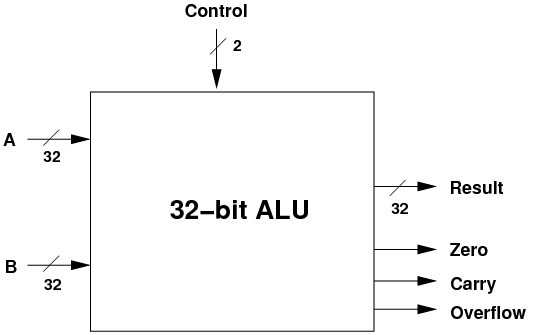 Control
2
A
32
32-bit ALU
32
Result
B
32
Zero
Carry
Overflow